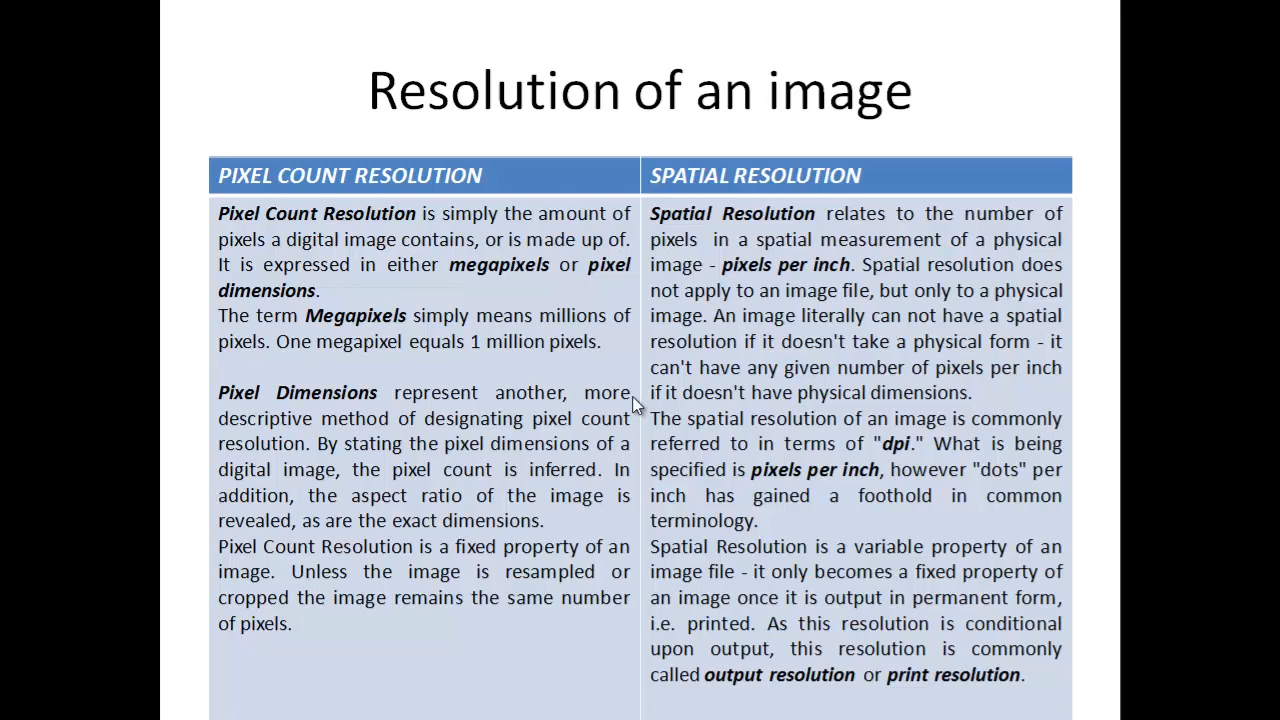 Resolution of an image
PIXEL COUNT RESOLUTION
Pixel Count Resolution is simply the amount of
pixels a digital image contains, or is made up of.
It is expressed in either megapixels or pixel
dimensions.
The term Megapixels simply means millions of
pixels. One megapixel equals 1 million pixels.
Pixel Dimensions represent another, more
descriptive method of designating pixel count
resolution. By stating the pixel dimensions of a
digital image, the pixel count is inferred. In
addition, the aspect ratio of the image is
revealed, as are the exact dimensions.
Pixel Count Resolution is a fixed property of an
image. Unless the image is resampled or
cropped the image remains the same number
of pixels.
SPATIAL RESOLUTION
Spatial Resolution relates to the number of
pixels in a spatial measurement of a physical
image - pixels per inch. Spatial resolution does
not apply to an image file, but only to a physical
image. An image literally can not have a spatial
resolution if it doesn't take a physical form - it
can't have any given number of pixels per inch
if it doesn't have physical dimensions.
The spatial resolution of an image is commonly
referred to in terms of "dpi." What is being
specified is pixels per inch, however "dots" per
inch has gained a foothold in common
terminology.
Spatial Resolution is a variable property of an
image file - it only becomes a fixed property of
an image once it is output in permanent form,
i.e. printed. As this resolution is conditional
upon output, this resolution is commonly
called output resolution or print resolution.